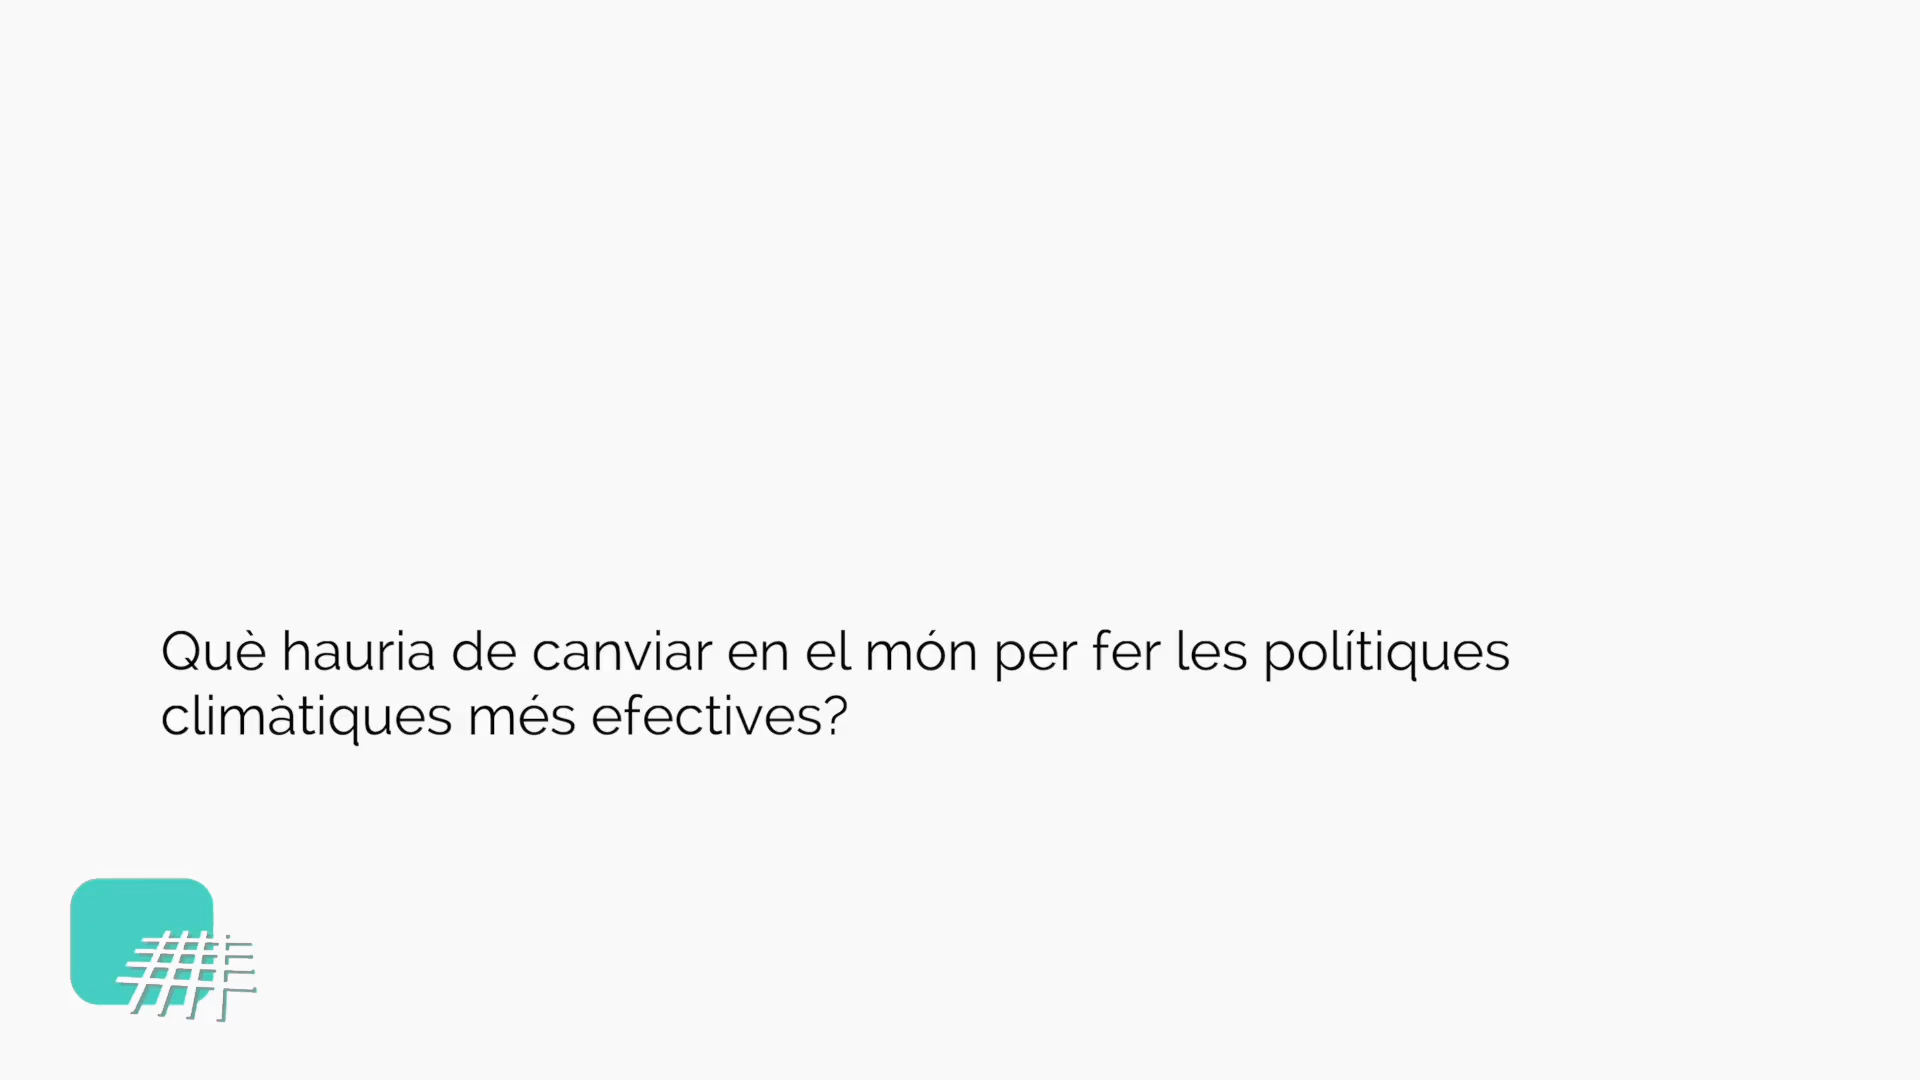 Què hauria de canviar en el món per fer les polítiques
climàtiques més efectives?